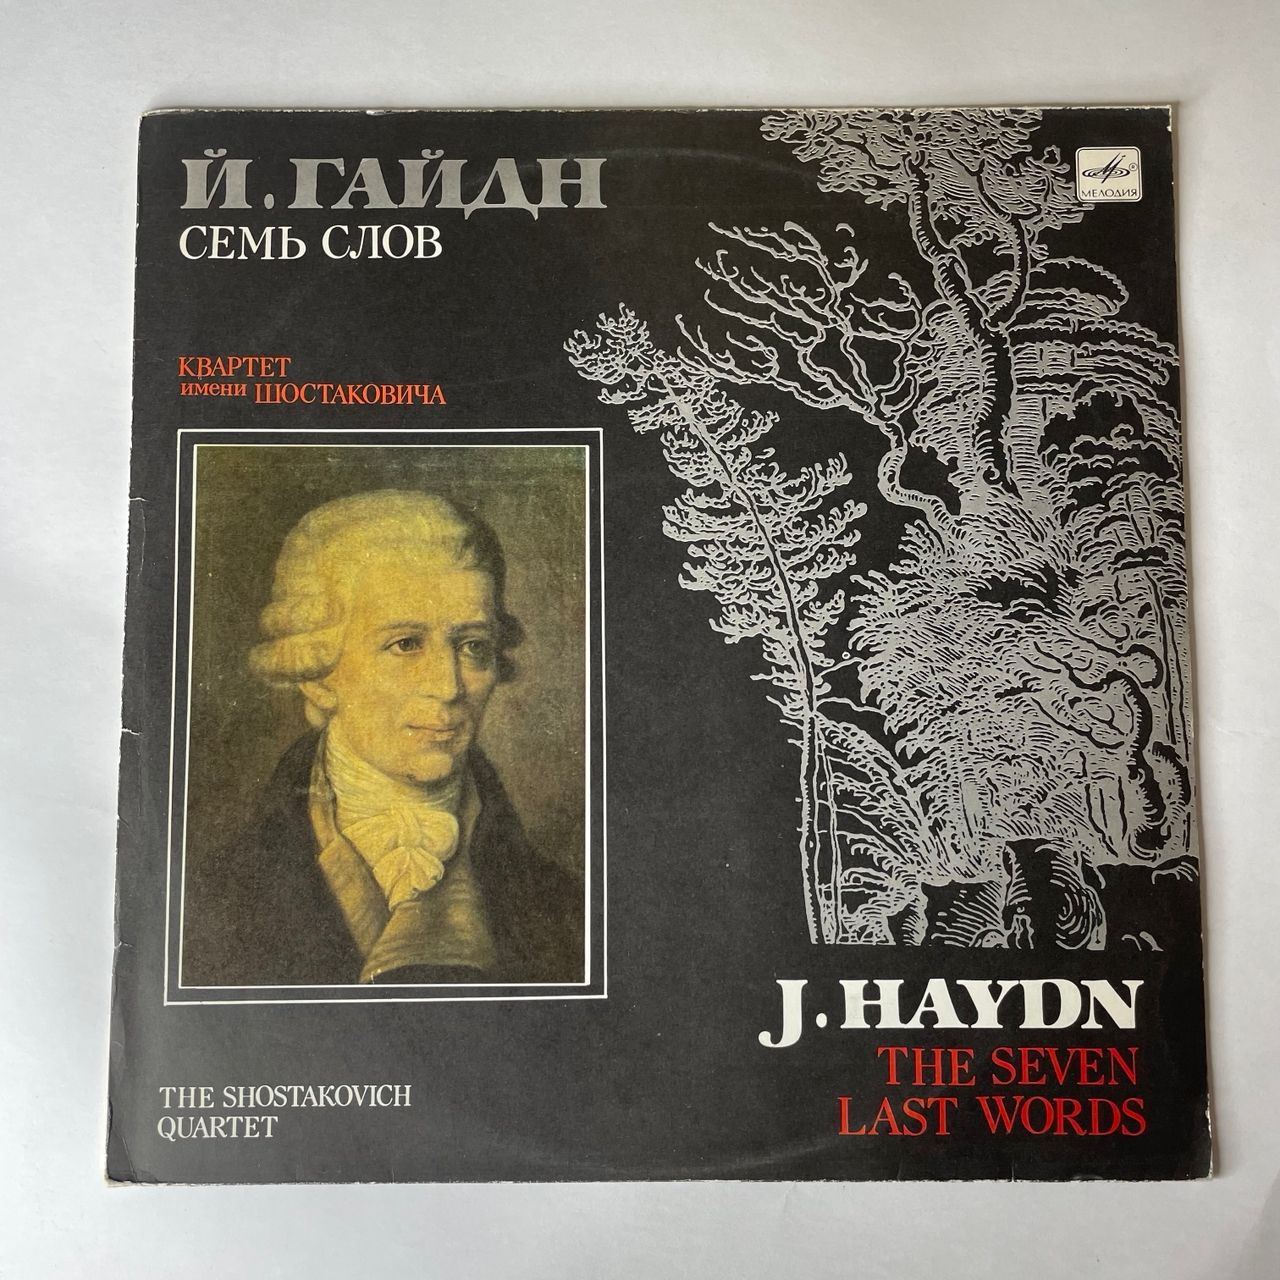 Й. ГАЙДН
СЕМЬ СЛОВ
МЕЛОДИЯ
КВАРТЕТ
имени ШОСТАКОВИЧА
J. HAYDN
THE SEVEN
LAST WORDS
THE SHOSTAKOVICH
QUARTET